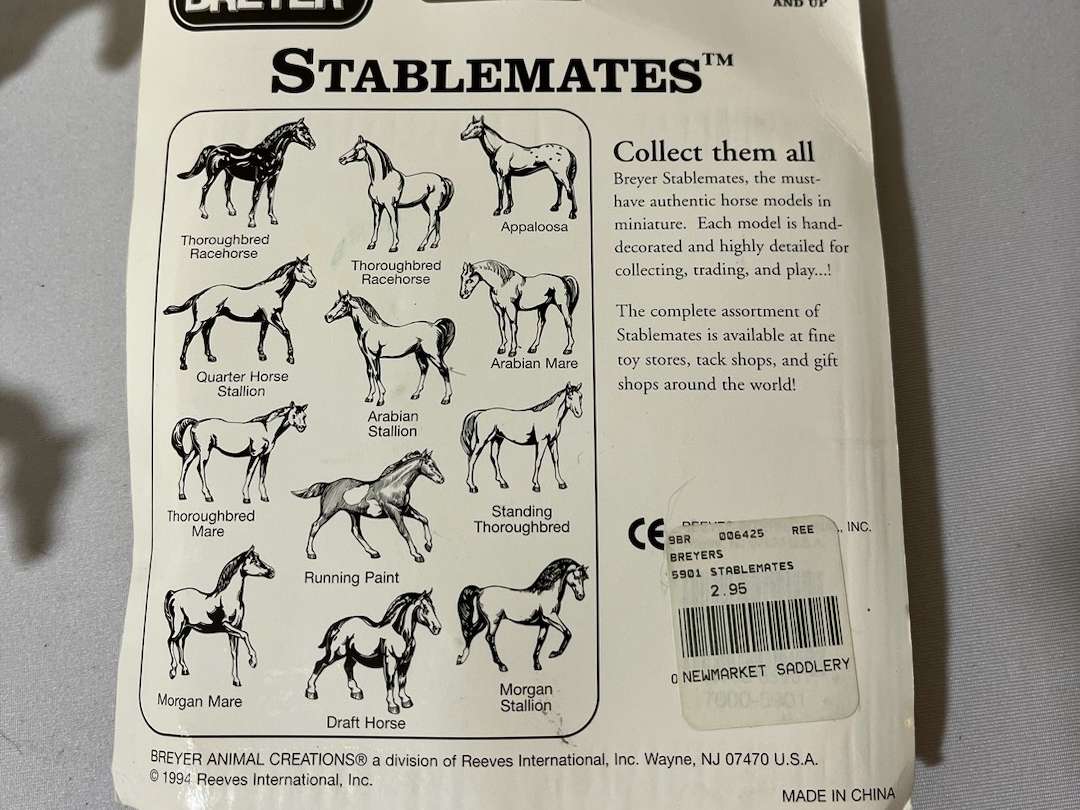 BREYER
AND UP
STABLEMATES™
Thoroughbred
Racehorse
Thoroughbred
Racehorse
Appaloosa
Quarter Horse
Stallion
Arabian
Stallion
Arabian Mare
Thoroughbred
Mare
Running Paint
Standing
Thoroughbred
Morgan Mare
Draft Horse
Morgan
Stallion
Collect them all
Breyer Stablemates, the must-
have authentic horse models in
miniature. Each model is hand-
decorated and highly detailed for
collecting, trading, and play...!
The complete assortment of
Stablemates is available at fine
toy stores, tack shops, and gift
shops around the world!
CE
, INC.
9BR 006425 REE
BREYERS
5901 STABLEMATES
2.95
0 NEWMARKET SADDLERY
BREYER ANIMAL CREATIONS® a division of Reeves International, Inc. Wayne, NJ 07470 U.S.A.
© 1994 Reeves International, Inc.
MADE IN CHINA